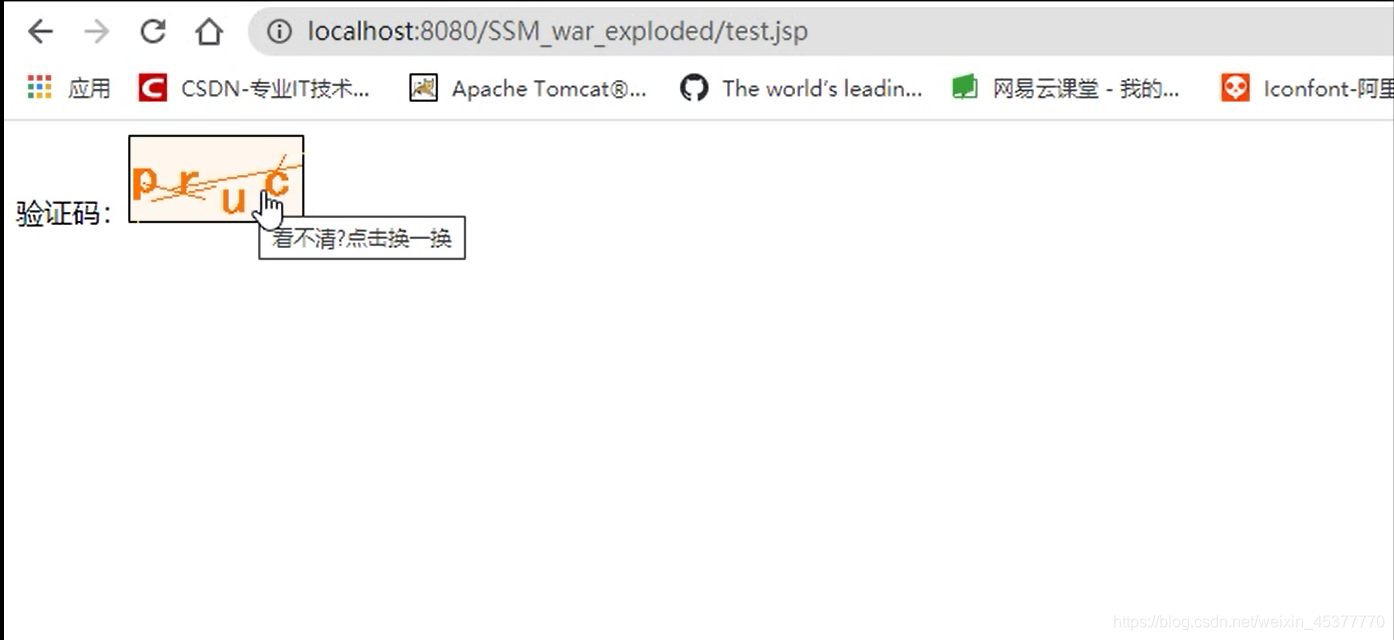 localhost:8080/SSM_war_exploded/test.jsp
应用 CSDN-专业IT技术... Apache Tomcat®... The world's leadin... 网易云课堂 - 我的... Iconfont-阿里
验证码： pruc
看不清?点击换一换
https://blog.csdn.net/weixin_45377770